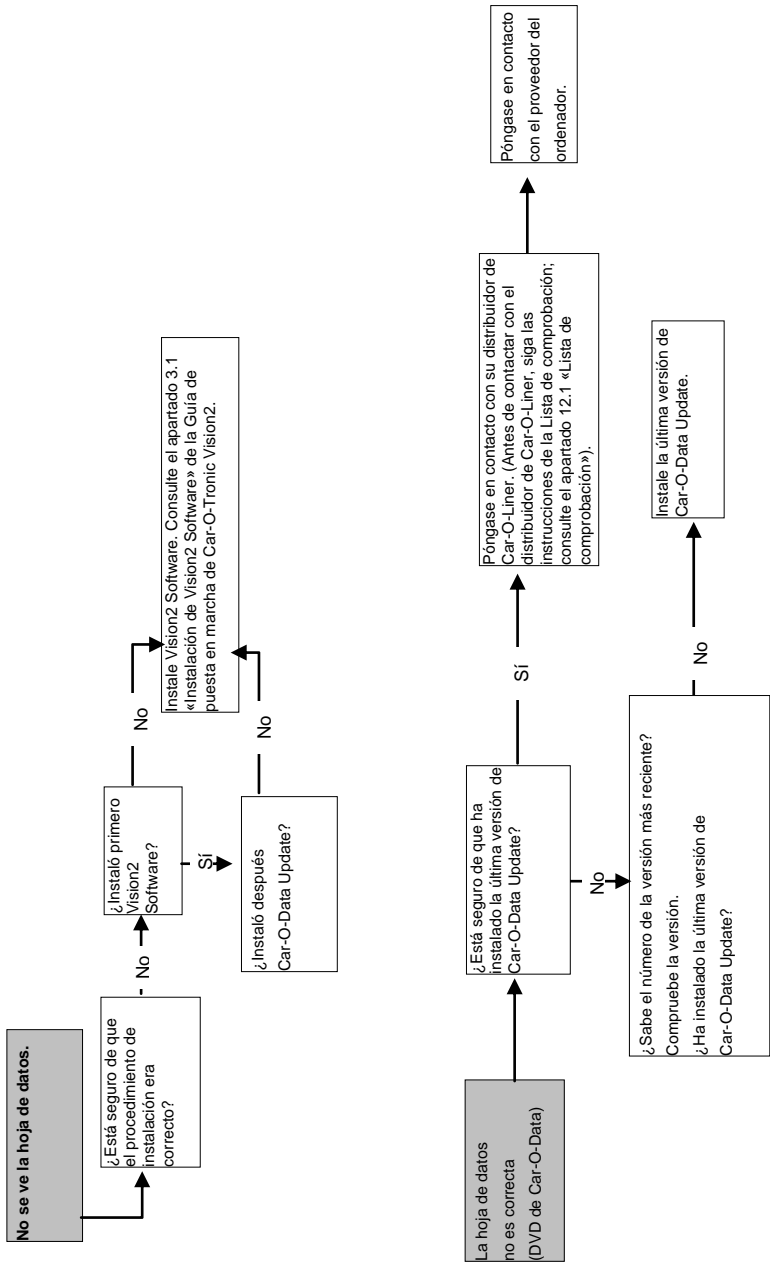 No se ve la hoja de datos.
¿Está seguro de que
el procedimiento de
instalación era
correcto?
No
¿Instaló primero
Vision2
Software?
No
Sí
¿Instaló después
Car-O-Data Update?
No
Instale Vision2 Software. Consulte el apartado 3.1
«Instalación de Vision2 Software» de la Guía de
puesta en marcha de Car-O-Tronic Vision2.
La hoja de datos
no es correcta
(DVD de Car-O-Data)
¿Está seguro de que ha
instalado la última versión de
Car-O-Data Update?
Sí
Póngase en contacto con su distribuidor de
Car-O-Liner. (Antes de contactar con el
distribuidor de Car-O-Liner, siga las
instrucciones de la Lista de comprobación;
consulte el apartado 12.1 «Lista de
comprobación»).
Póngase en contacto
con el proveedor del
ordenador.
No
¿Sabe el número de la versión más reciente?
Compruebe la versión.
¿Ha instalado la última versión de
Car-O-Data Update?
No
Instale la última versión de
Car-O-Data Update.